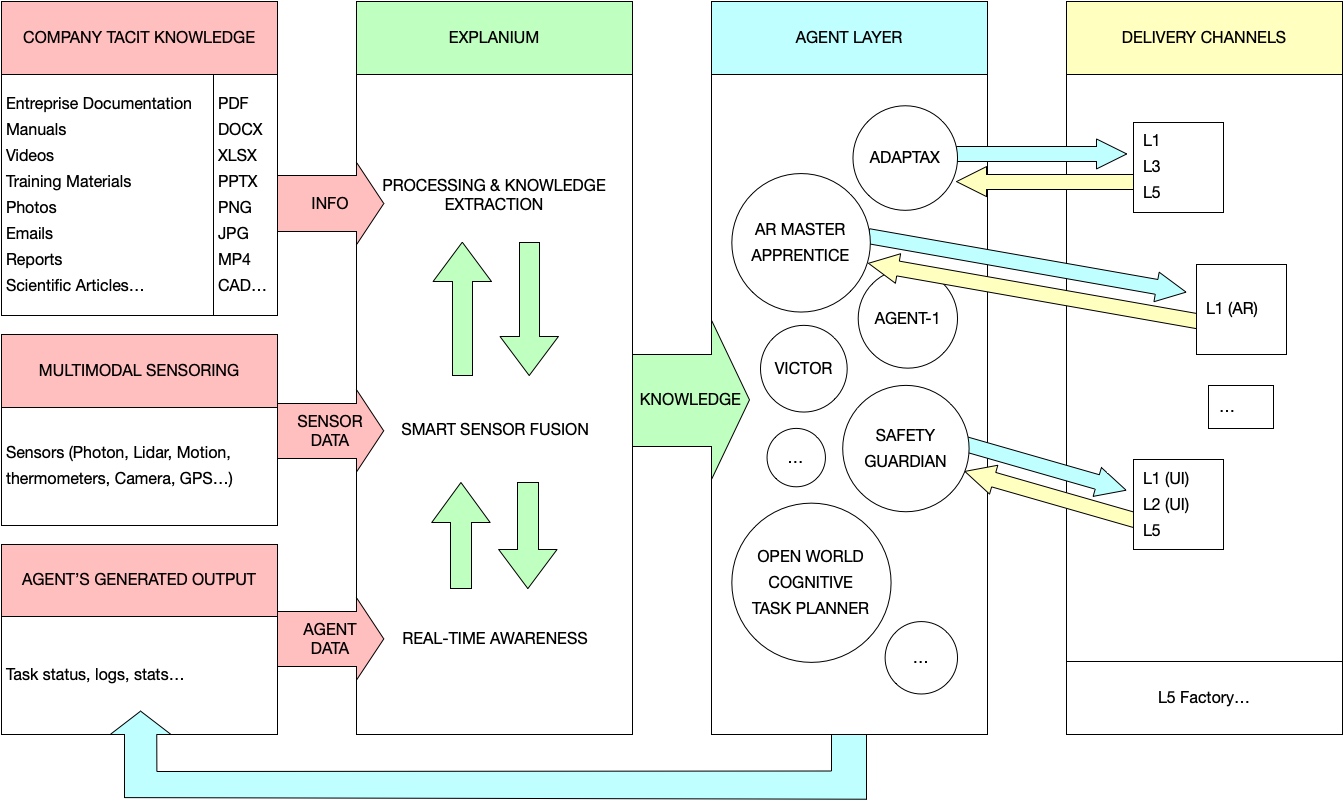 COMPANY TACIT KNOWLEDGE
Entreprise Documentation
Manuals
Videos
Training Materials
Photos
Emails
Reports
Scientific Articles…
PDF
DOCX
XLSX
PPTX
PNG
JPG
MP4
CAD…
MULTIMODAL SENSORING
Sensors (Photon, Lidar, Motion,
thermometers, Camera, GPS…)
AGENT’S GENERATED OUTPUT
Task status, logs, stats…
INFO
SENSOR
DATA
AGENT
DATA
EXPLANIUM
PROCESSING & KNOWLEDGE
EXTRACTION
SMART SENSOR FUSION
REAL-TIME AWARENESS
KNOWLEDGE
AGENT LAYER
ADAPTAX
AR MASTER
APPRENTICE
AGENT-1
VICTOR
SAFETY
GUARDIAN
...
OPEN WORLD
COGNITIVE
TASK PLANNER
...
DELIVERY CHANNELS
L1
L3
L5
L1 (AR)
...
L1 (UI)
L2 (UI)
L5
L5 Factory…